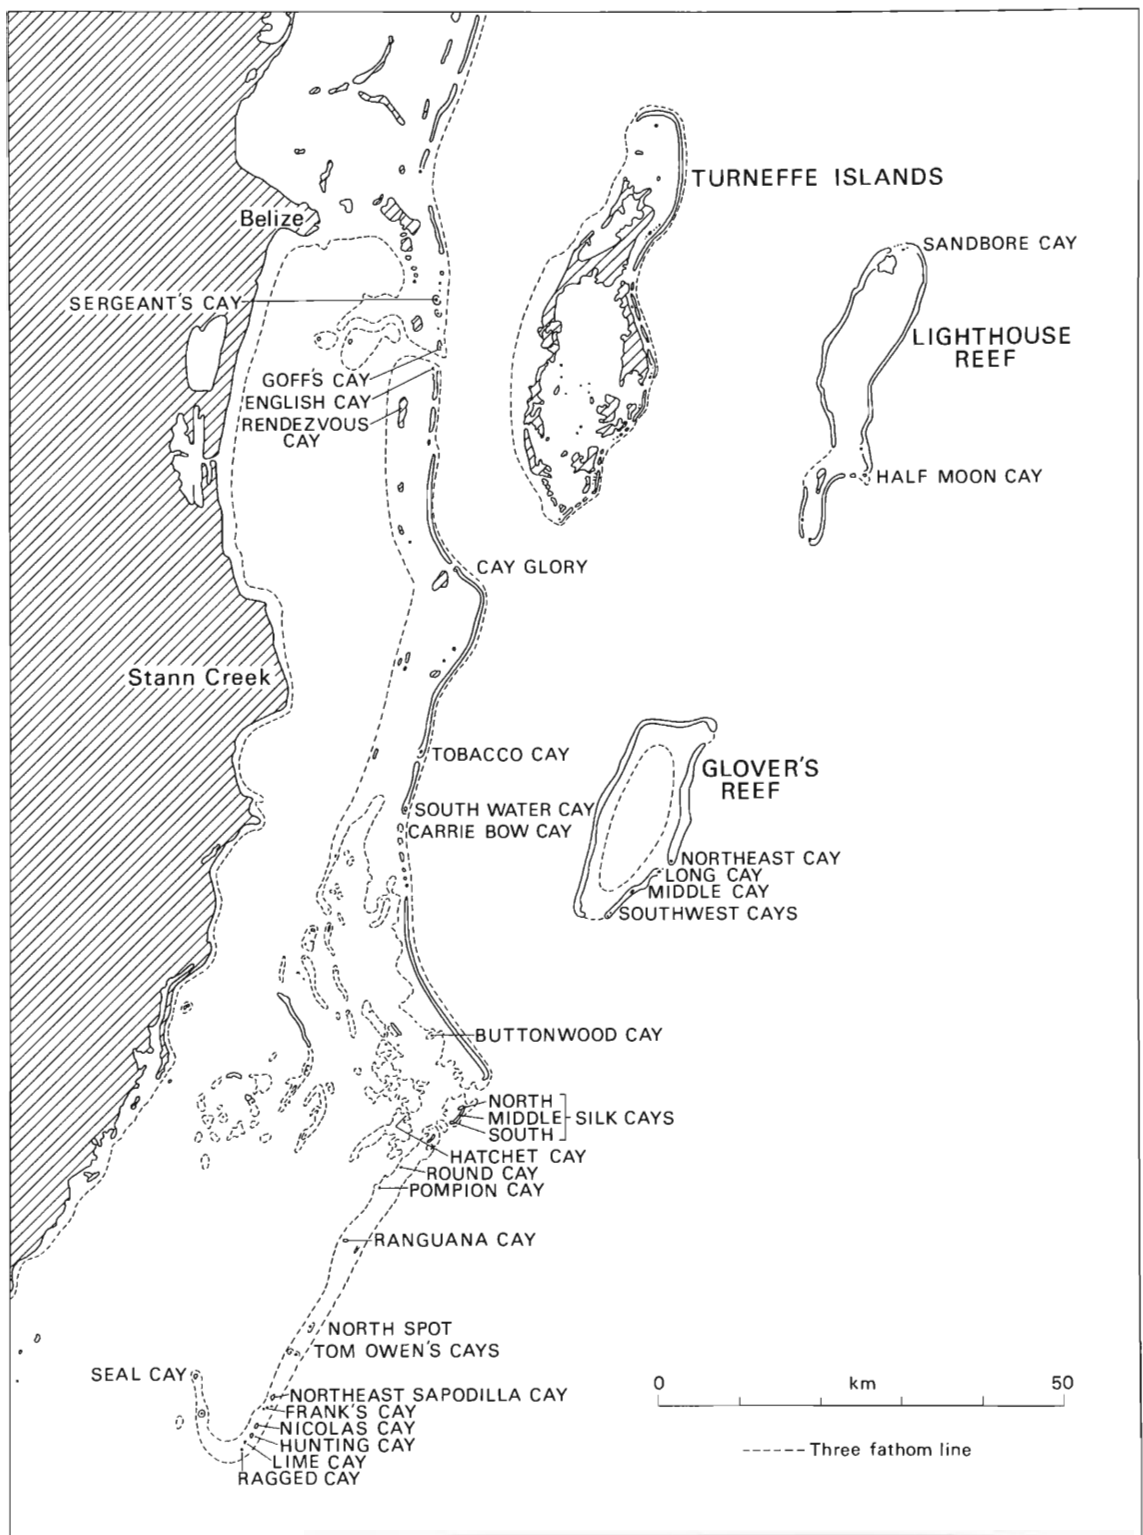 TURNEFFE ISLANDS
Belize
SANDBORE CAY
SERGEANT'S CAY
LIGHTHOUSE
REEF
GOFF'S CAY
ENGLISH CAY
RENDEZVOUS
CAY
HALF MOON CAY
CAY GLORY
Stann Creek
TOBACCO CAY
GLOVER'S
REEF
SOUTH WATER CAY
CARRIE BOW CAY
NORTHEAST CAY
LONG CAY
MIDDLE CAY
SOUTHWEST CAYS
BUTTONWOOD CAY
NORTH
MIDDLE SILK CAYS
SOUTH
HATCHET CAY
ROUND CAY
POMPION CAY
RANGUANA CAY
NORTH SPOT
TOM OWEN'S CAYS
SEAL CAY
0 km 50
NORTHEAST SAPODILLA CAY
FRANK'S CAY
NICOLAS CAY
HUNTING CAY
LIME CAY
RAGGED CAY
Three fathom line